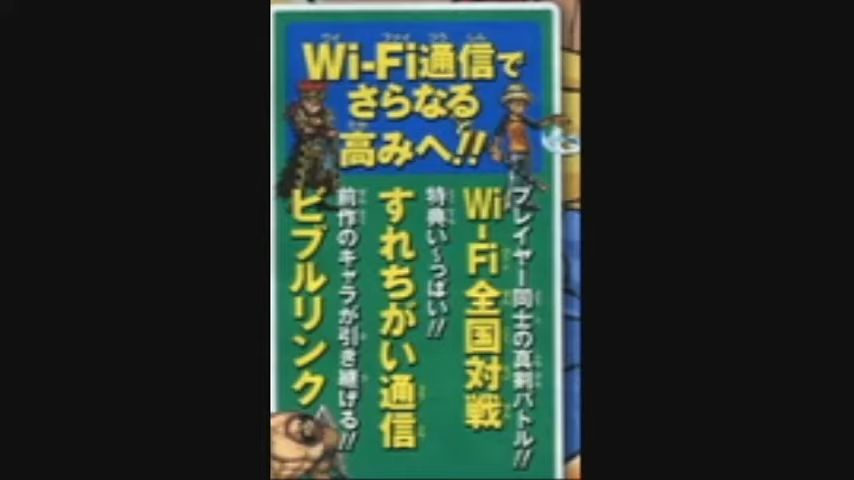 Wi-Fi通信で
さらなる
高みへ!!
プレイヤー同士の真剣バトル!!
Wi-Fi全国対戦
特典い〜っぱい!!
すれちがい通信
前作のキャラが引き継げる!!
ビブルリンク